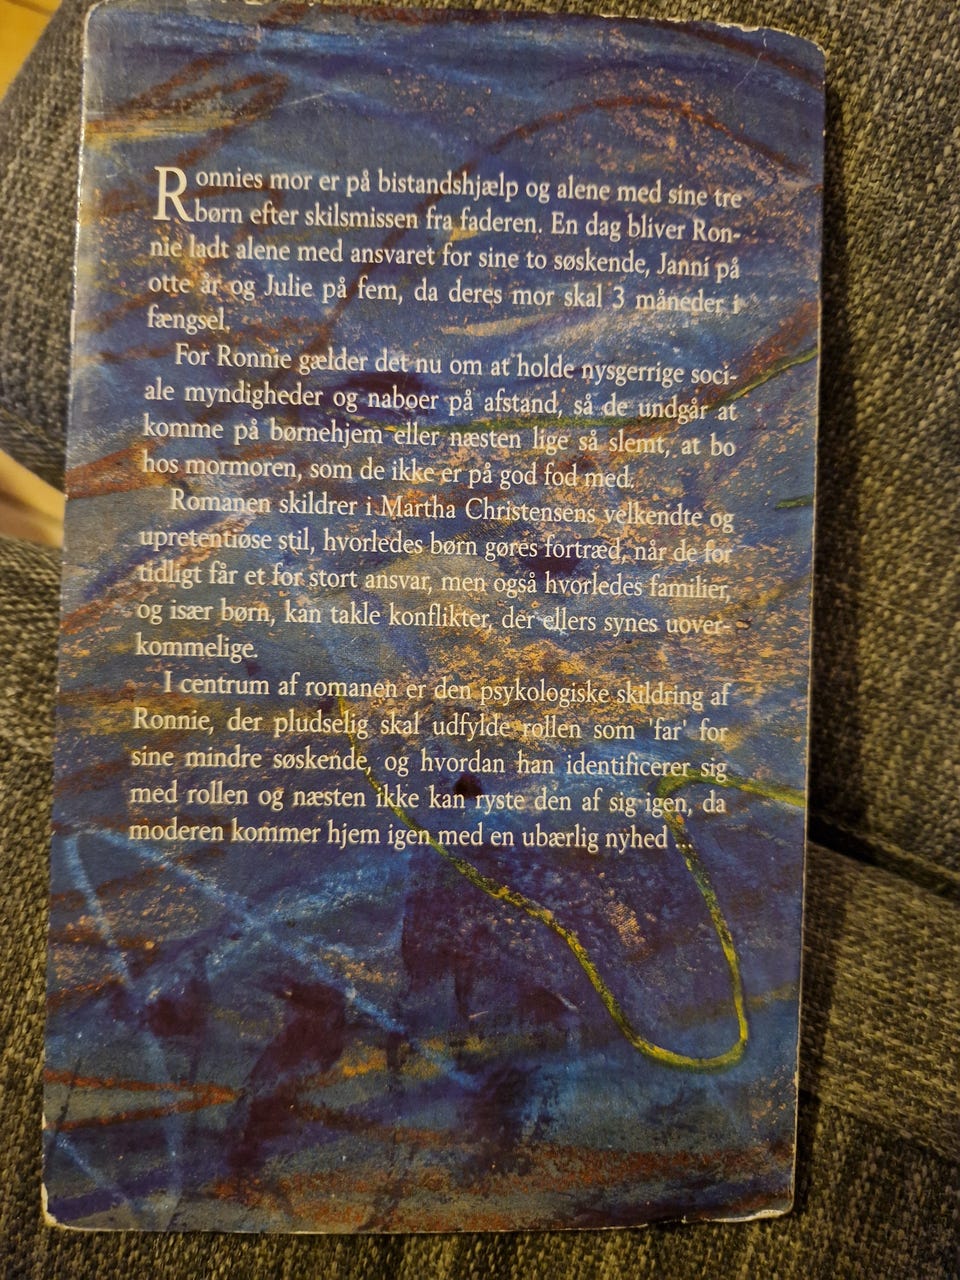 Ronnies mor er på bistandshjælp og alene med sine tre
børn efter skilsmissen fra faderen. En dag bliver Ron-
nie ladt alene med ansvaret for sine to søskende, Janni på
otte år og Julie på fem, da deres mor skal 3 måneder i
fængsel.
For Ronnie gælder det nu om at holde nysgerrige soci-
ale myndigheder og naboer på afstand, så de undgår at
komme på børnehjem eller næsten lige så slemt, at bo
hos mormoren, som de ikke er på god fod med.
Romanen skildrer i Martha Christensens velkendte og
upretentiøse stil, hvorledes børn gøres fortræd, når de for
tidligt får et for stort ansvar, men også hvorledes familier,
og især børn, kan takle konflikter, der ellers synes uover-
kommelige.
I centrum af romanen er den psykologiske skildring af
Ronnie, der pludselig skal udfylde rollen som 'far' for
sine mindre søskende, og hvordan han identificerer sig
med rollen og næsten ikke kan ryste den af sig igen, da
moderen kommer hjem igen med en ubærlig nyhed ...